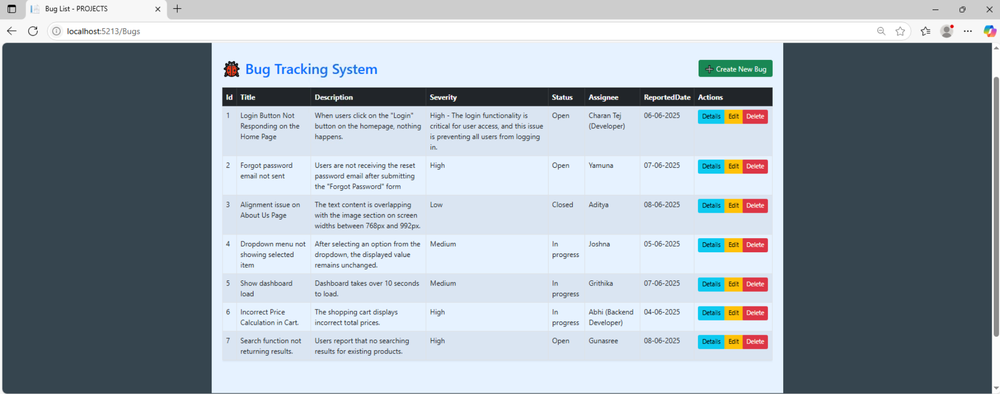 Bug List - PROJECTS
localhost:5213/Bugs
Bug Tracking System
Create New Bug
Id Title Description Severity Status Assignee ReportedDate Actions
1 Login Button Not When users click on the "Login" High - The login functionality is Open Charan Tej 06-06-2025 Details Edit Delete
Responding on the button on the homepage, nothing critical for user access, and this issue (Developer)
Home Page happens. is preventing all users from logging
in.
2 Forgot password Users are not receiving the reset High Open Yamuna 07-06-2025 Details Edit Delete
email not sent password email after submitting
the "Forgot Password" form
3 Alignment issue on The text content is overlapping Low Closed Aditya 08-06-2025 Details Edit Delete
About Us Page with the image section on screen
widths between 768px and 992px.
4 Dropdown menu not After selecting an option from the Medium In Joshna 05-06-2025 Details Edit Delete
showing selected dropdown, the displayed value progress
item remains unchanged.
5 Show dashboard Dashboard takes over 10 seconds Medium In Grithika 07-06-2025 Details Edit Delete
load to load. progress
6 Incorrect Price The shopping cart displays High In Abhi (Backend 04-06-2025 Details Edit Delete
Calculation in Cart. incorrect total prices. progress Developer)
7 Search function not Users report that no searching High Open Gunasree 08-06-2025 Details Edit Delete
returning results. results for existing products.